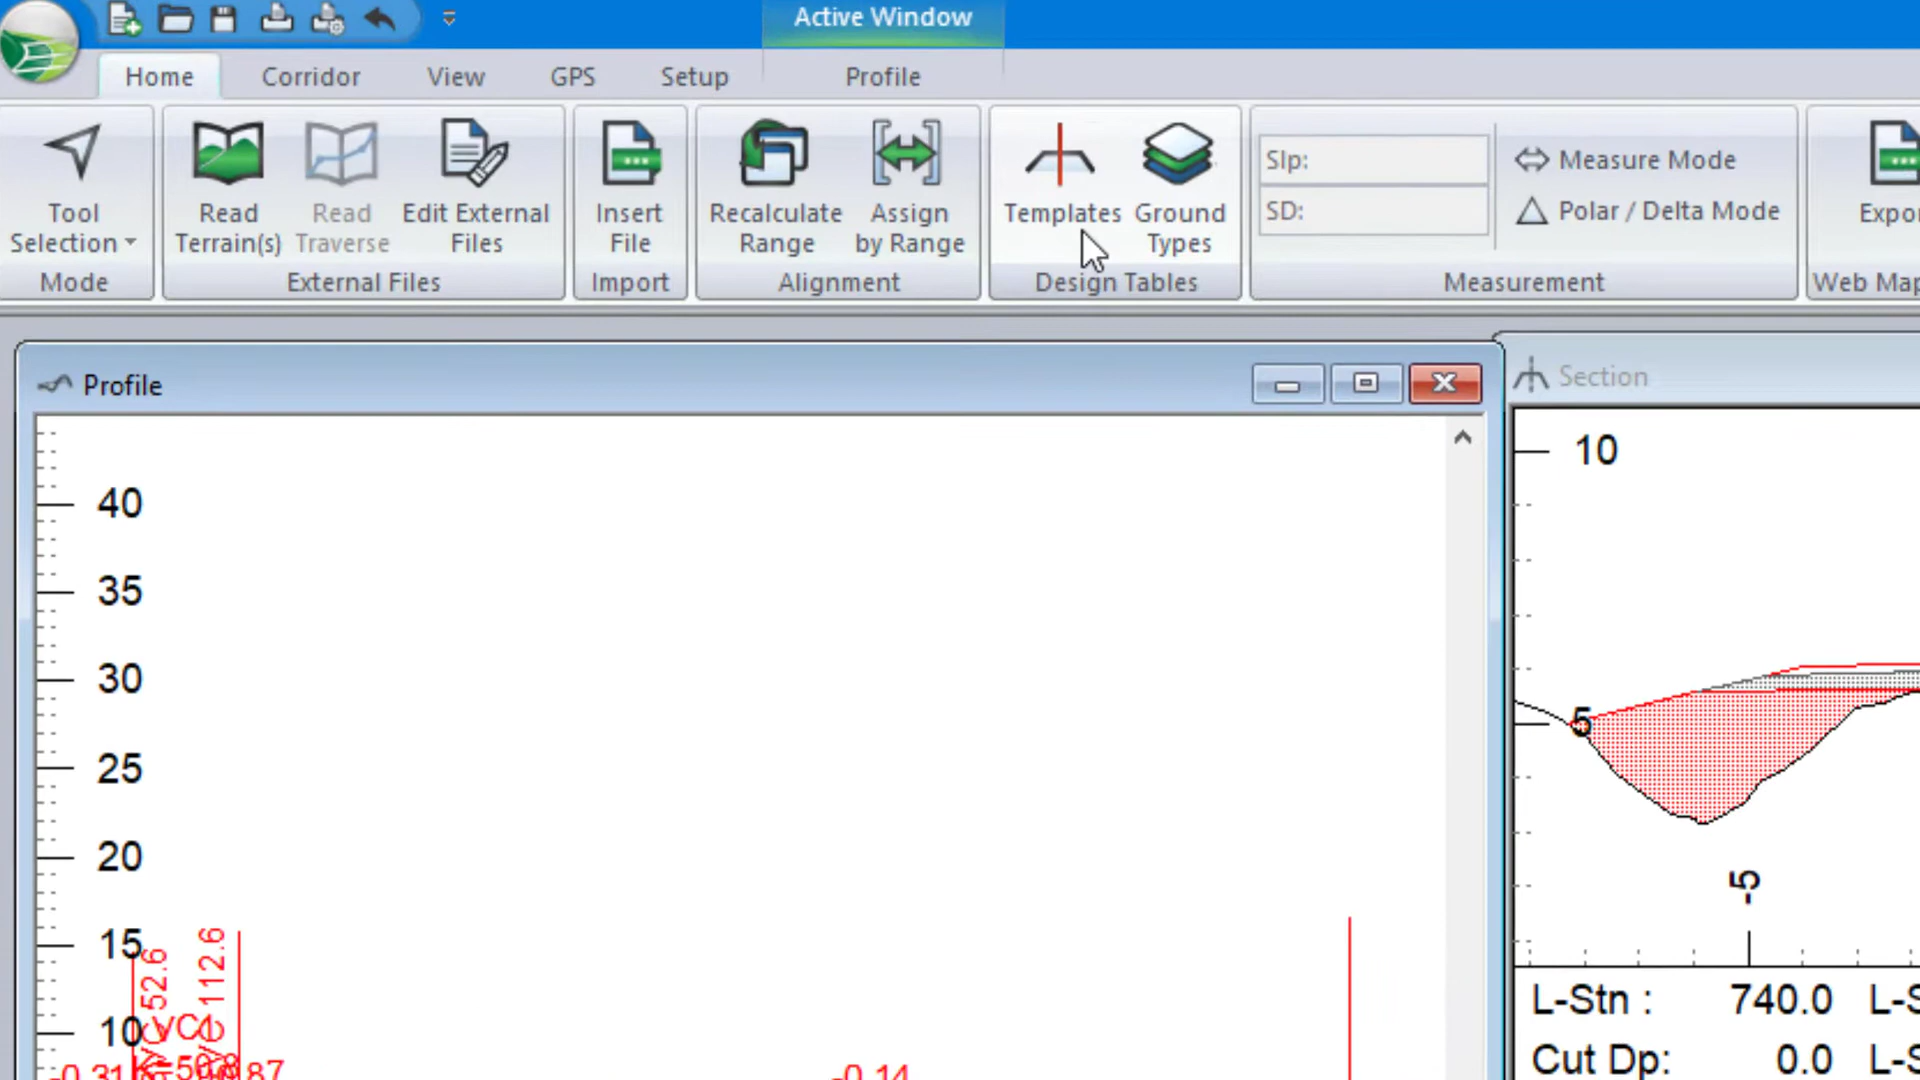 Active Window
Home Corridor View GPS Setup Profile
Tool Selection
Read Terrain(s)
Read Traverse
Edit External Files
Insert File
Recalculate Range
Assign by Range
Templates
Ground Types
Slp:
SD:
Measure Mode
Polar / Delta Mode
Mode
External Files
Import
Alignment
Design Tables
Measurement
Profile
Section
40
35
30
25
20
15
10
52.6
112.6
VC
-0.14
10
5
-5
L-Stn : 740.0
Cut Dp: 0.0